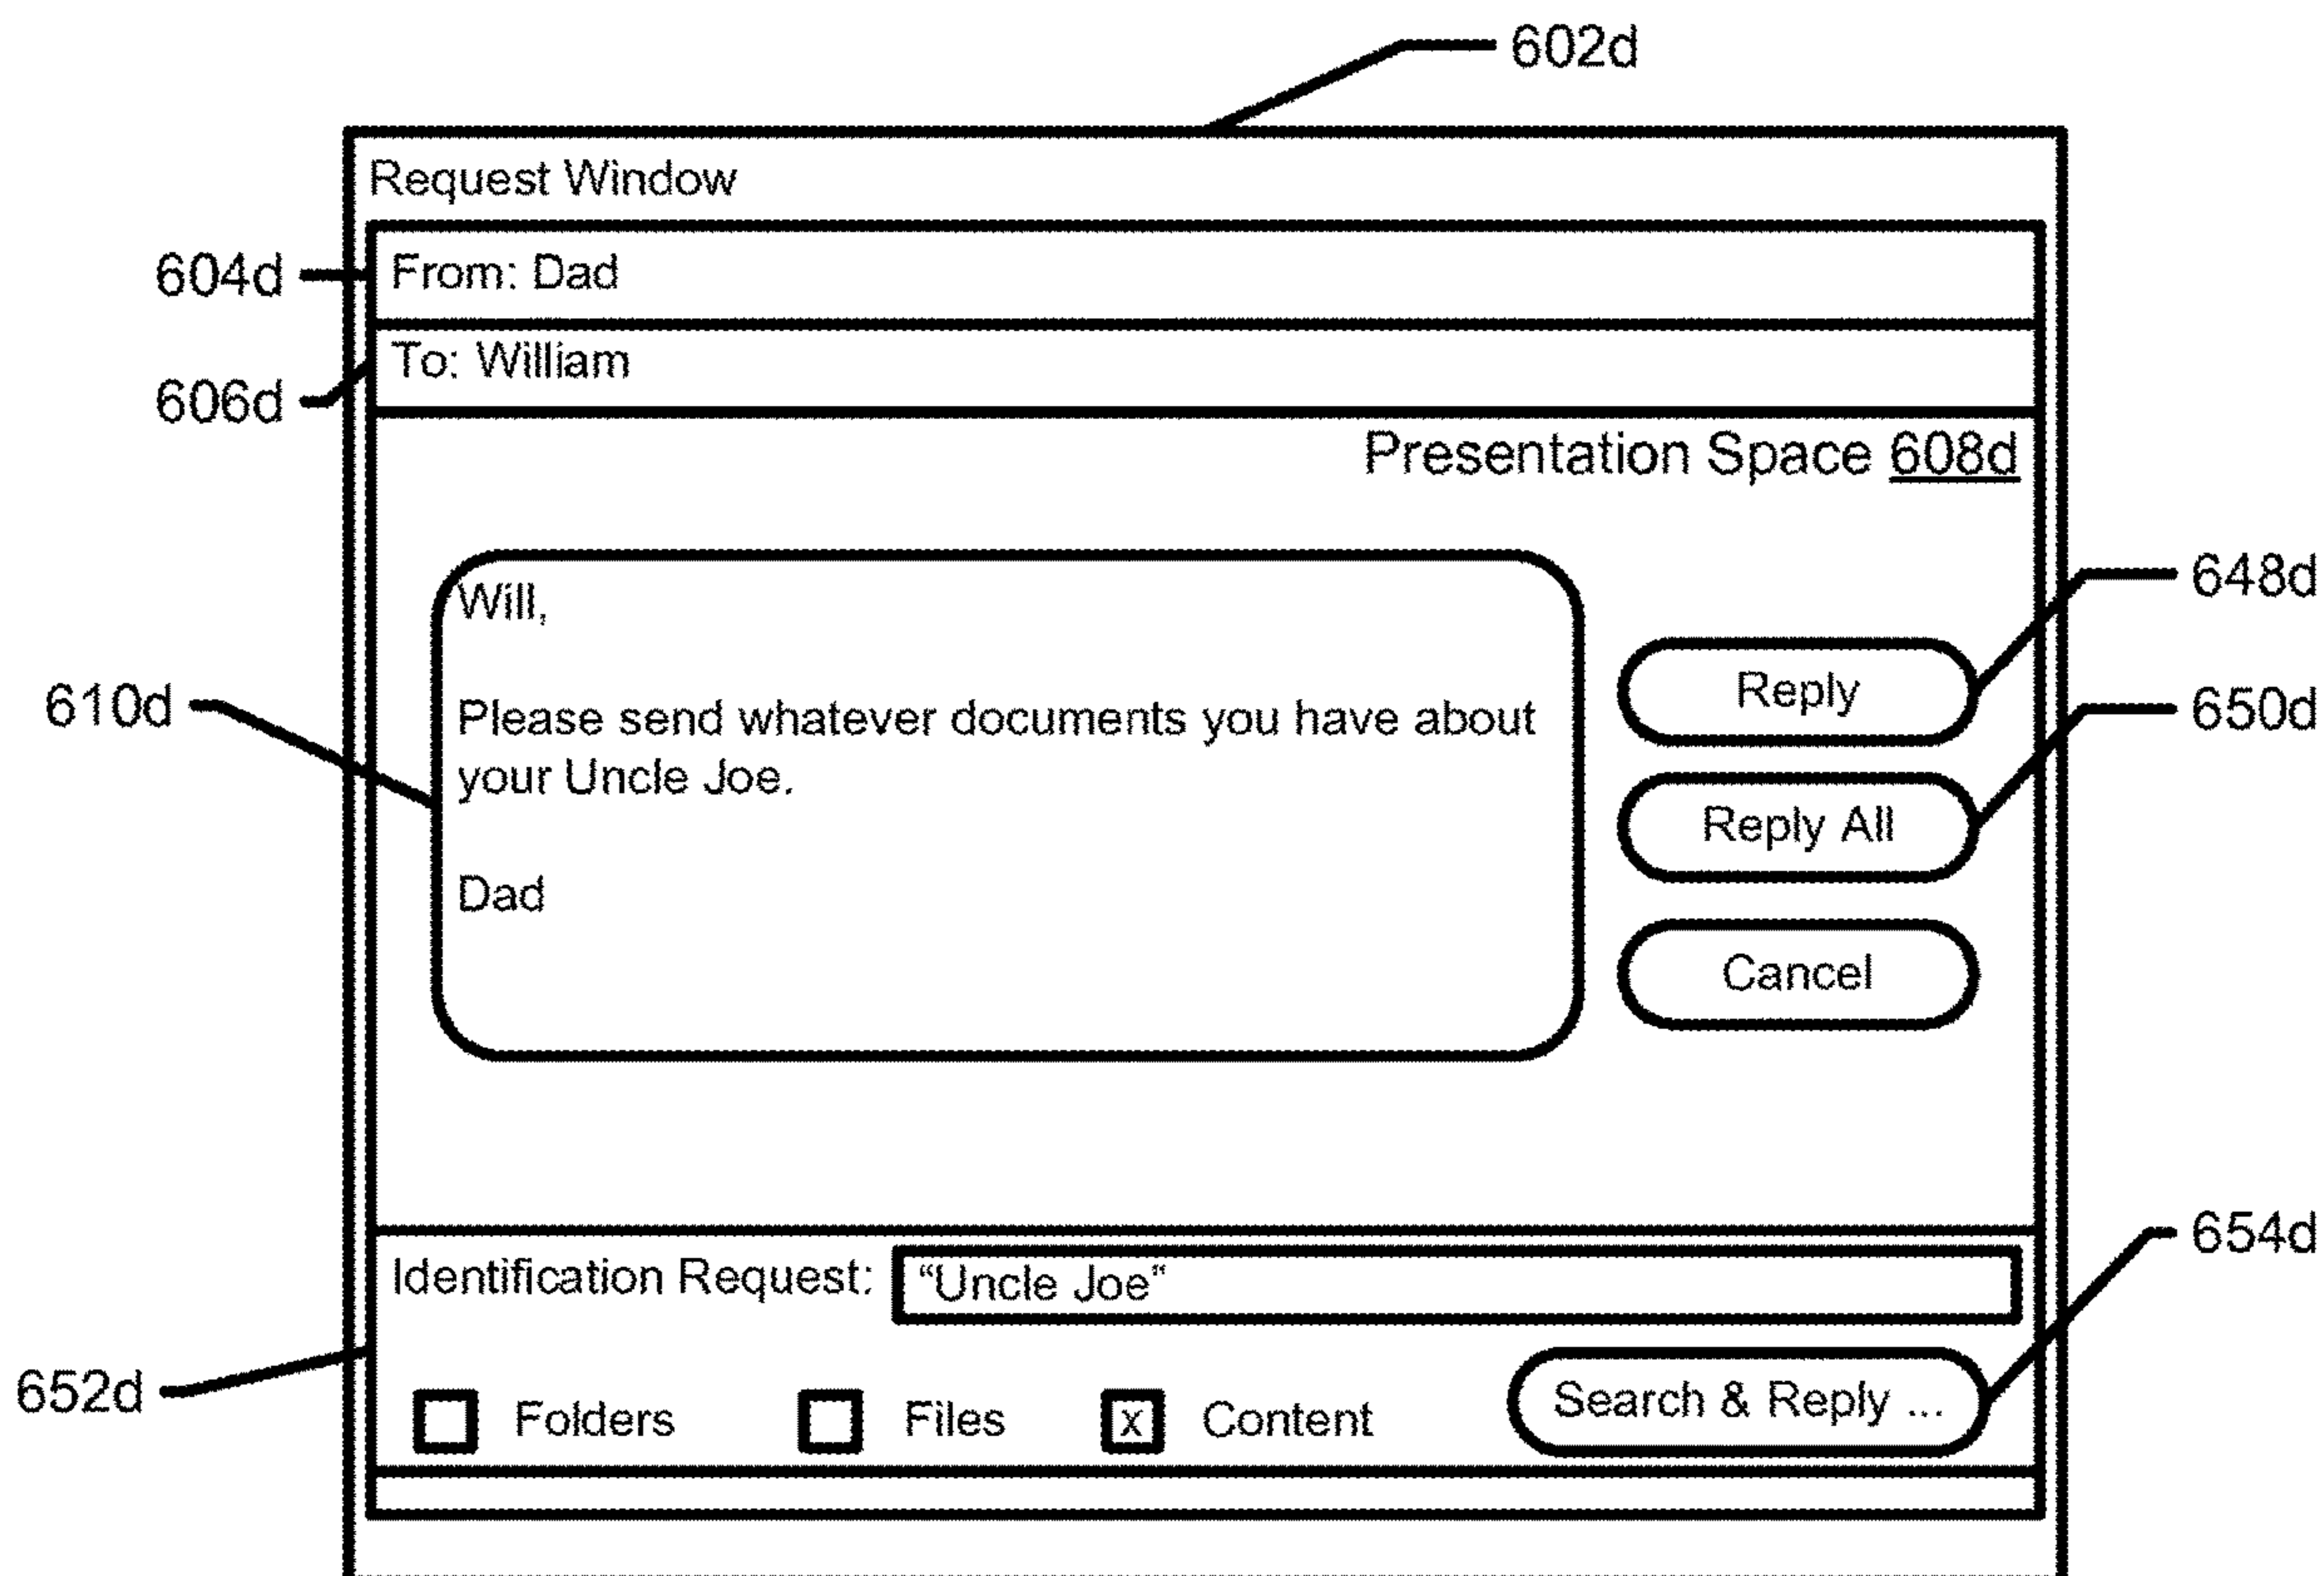 602d
Request Window
604d
From: Dad
606d
To: William
Presentation Space 608d
648d
610d
Will,
Please send whatever documents you have about
your Uncle Joe.
Dad
Reply
650d
Reply All
Cancel
654d
Identification Request:
“Uncle Joe“
652d
Folders
Files
x
Content
Search & Reply ...